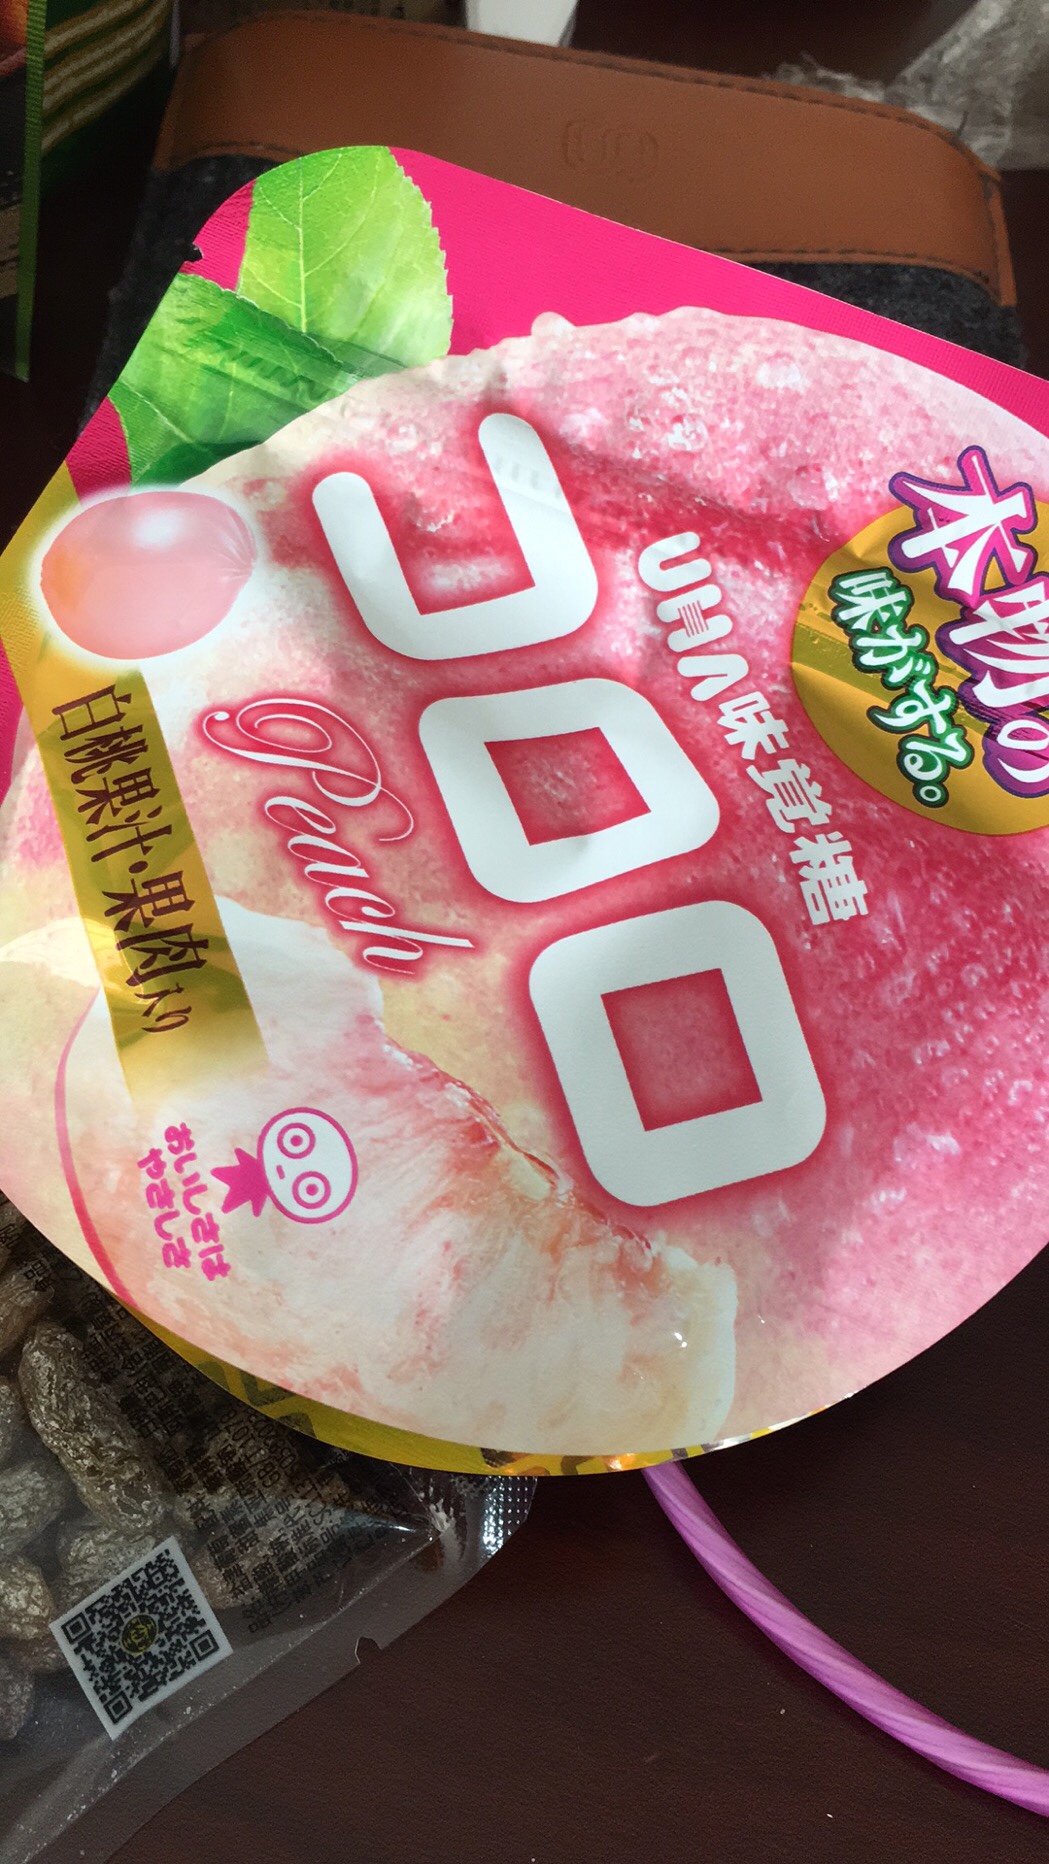 本物の
味がする。
UHA味覚糖
コロロ
Peach
白桃果汁・果肉入り
おいしさは
やさしさ